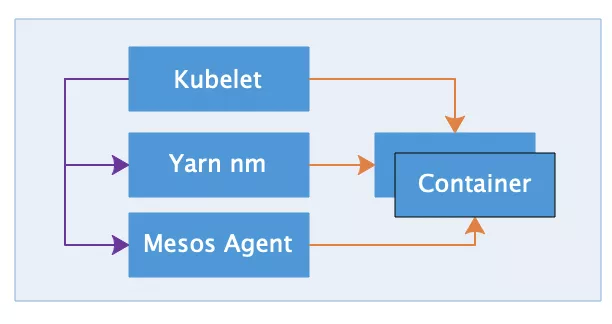 Kubelet
Yarn nm
Container
Mesos Agent